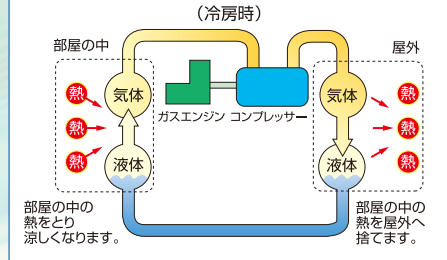 （冷房時）
部屋の中
屋外
熱
熱
熱
気体
液体
ガスエンジン
コンプレッサー
気体
液体
熱
熱
熱
部屋の中の
熱をとり
涼しくなります。
部屋の中の
熱を屋外へ
捨てます。